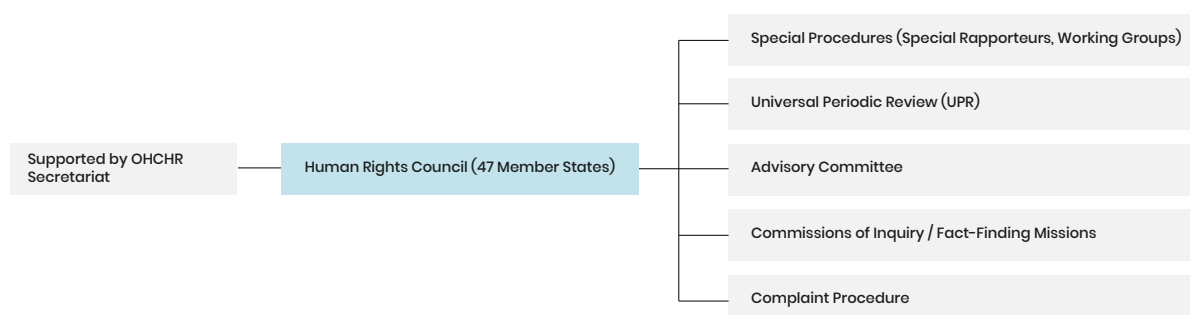 Special Procedures (Special Rapporteurs, Working Groups)
Universal Periodic Review (UPR)
Supported by OHCHR
Secretariat
Human Rights Council (47 Member States)
Advisory Committee
Commissions of Inquiry / Fact-Finding Missions
Complaint Procedure